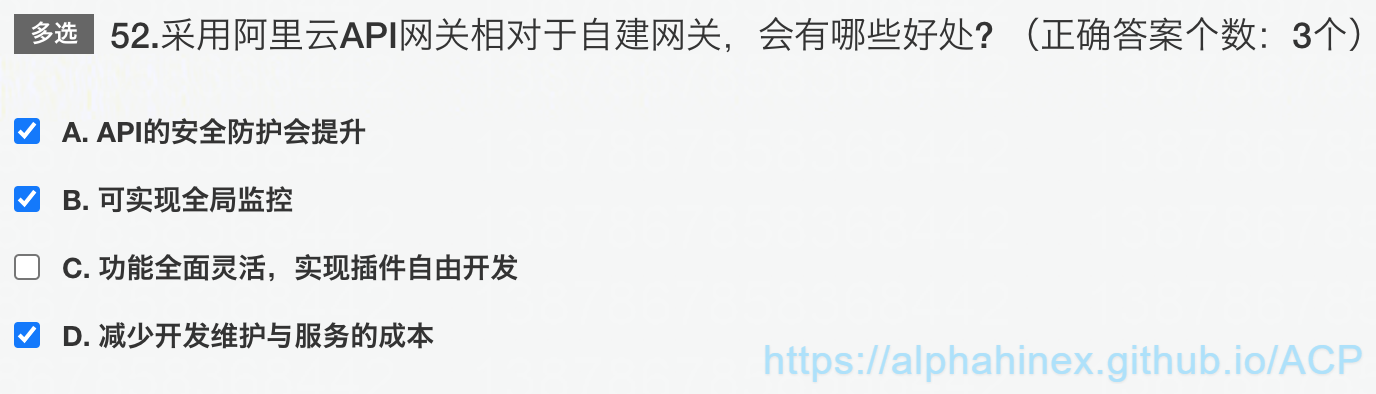 多选 52.采用阿里云API网关相对于自建网关，会有哪些好处?（正确答案个数：3个）
A. API的安全防护会提升
B. 可实现全局监控
C. 功能全面灵活，实现插件自由开发
D. 减少开发维护与服务的成本
https://alphahinex.github.io/ACP